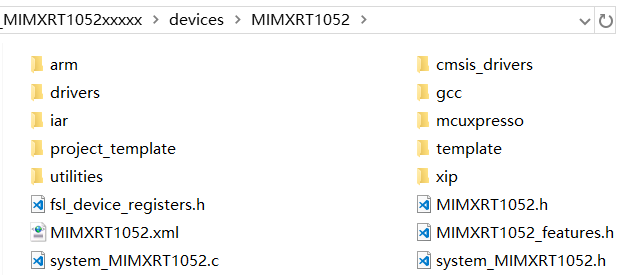 _MIMXRT1052xxxxx > devices > MIMXRT1052 >
arm
cmsis_drivers
drivers
gcc
iar
mcuxpresso
project_template
template
utilities
xip
fsl_device_registers.h
MIMXRT1052.h
MIMXRT1052.xml
MIMXRT1052_features.h
system_MIMXRT1052.c
system_MIMXRT1052.h